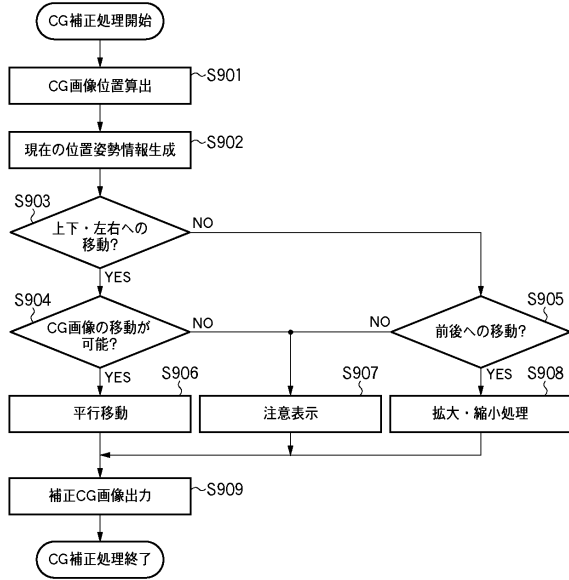 CG補正処理開始
CG画像位置算出
S901
現在の位置姿勢情報生成
S902
S903
上下・左右への
移動?
NO
YES
S904
CG画像の移動が
可能?
NO
YES
S905
前後への移動?
NO
YES
S906
平行移動
S907
注意表示
S908
拡大・縮小処理
補正CG画像出力
S909
CG補正処理終了